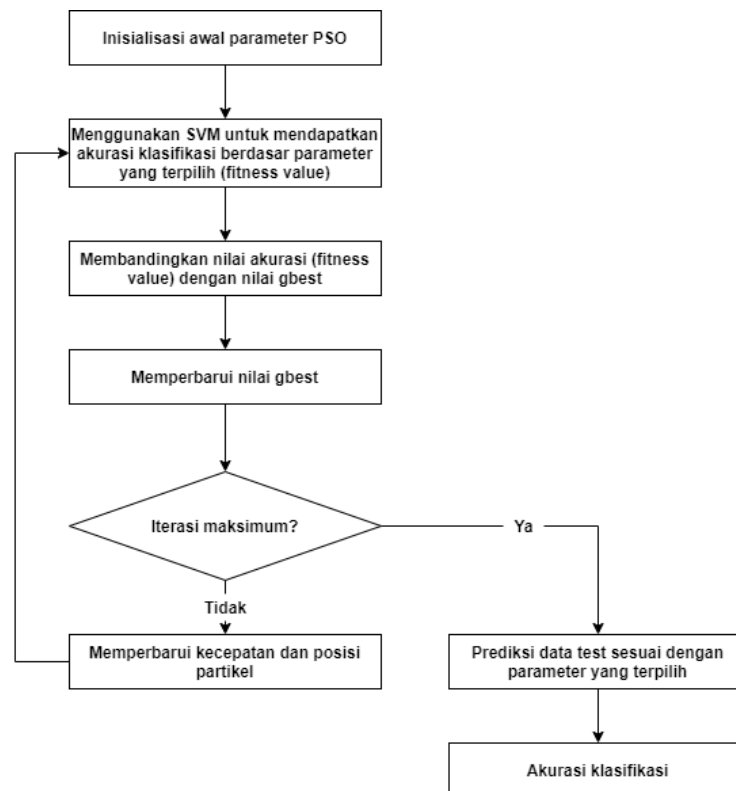 Inisialisasi awal parameter PSO
Menggunakan SVM untuk mendapatkan
akurasi klasifikasi berdasar parameter
yang terpilih (fitness value)
Membandingkan nilai akurasi (fitness
value) dengan nilai gbest
Memperbarui nilai gbest
Iterasi maksimum?
Ya
Tidak
Memperbarui kecepatan dan posisi
partikel
Prediksi data test sesuai dengan
parameter yang terpilih
Akurasi klasifikasi